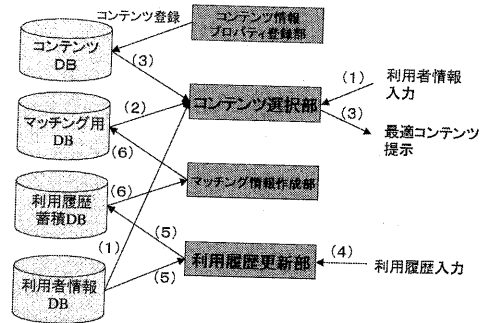 コンテンツ登録
コンテンツ情報
プロパティ登録部
コンテンツ
DB
(3)
(1)
利用者情報
入力
コンテンツ選択部
(2)
(3)
最適コンテンツ
提示
マッチング用
DB
(6)
(6)
マッチング情報作成部
利用履歴
蓄積DB
(1)
(5)
(5)
利用履歴更新部
(4)
利用履歴入力
利用者情報
DB